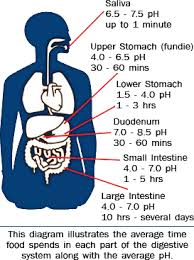 Saliva
6.5 - 7.5 pH
up to 1 minute
Upper Stomach (fundie)
4.0 - 6.5 pH
30 - 60 mins
Lower Stomach
1.5 - 4.0 pH
1 - 3 hrs
Duodenum
7.0 - 8.5 pH
30 - 60 mins
Small Intestine
4.0 - 7.0 pH
1 - 5 hrs
Large Intestine
4.0 - 7.0 pH
10 hrs - several days
This diagram illustrates the average time
food spends in each part of the digestive
system along with the average pH.